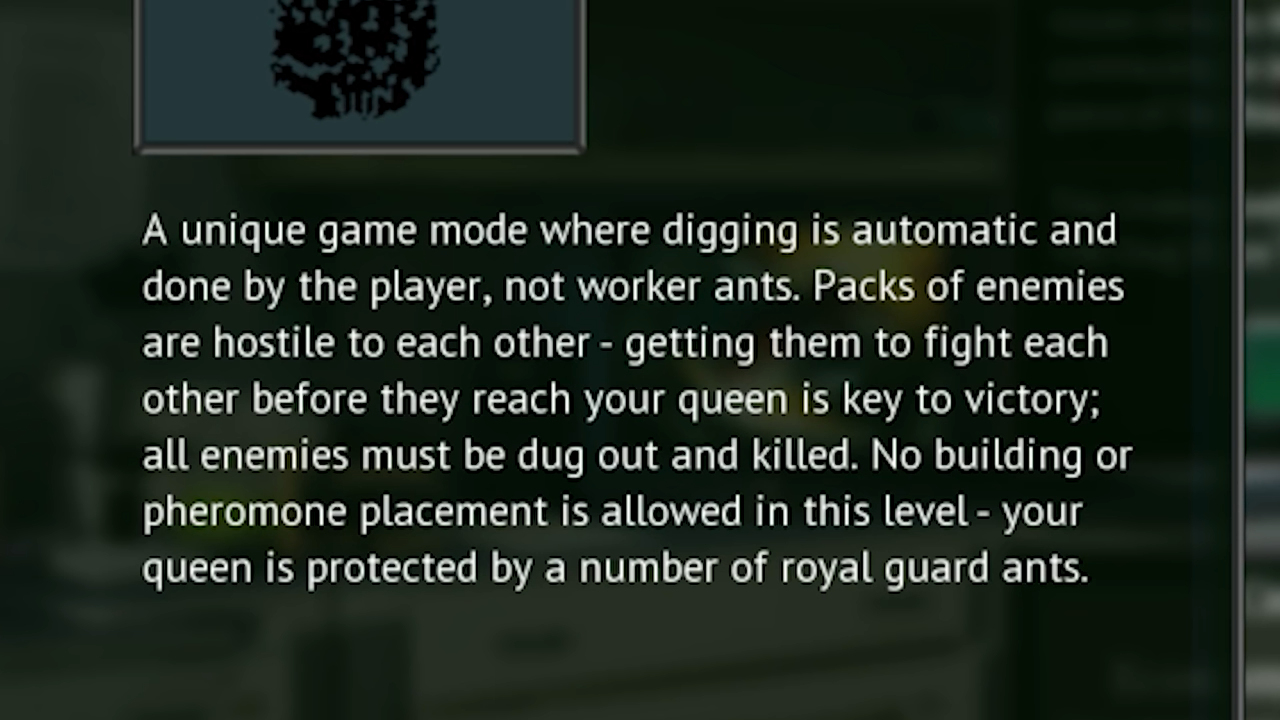 A unique game mode where digging is automatic and
done by the player, not worker ants. Packs of enemies
are hostile to each other - getting them to fight each
other before they reach your queen is key to victory;
all enemies must be dug out and killed. No building or
pheromone placement is allowed in this level - your
queen is protected by a number of royal guard ants.